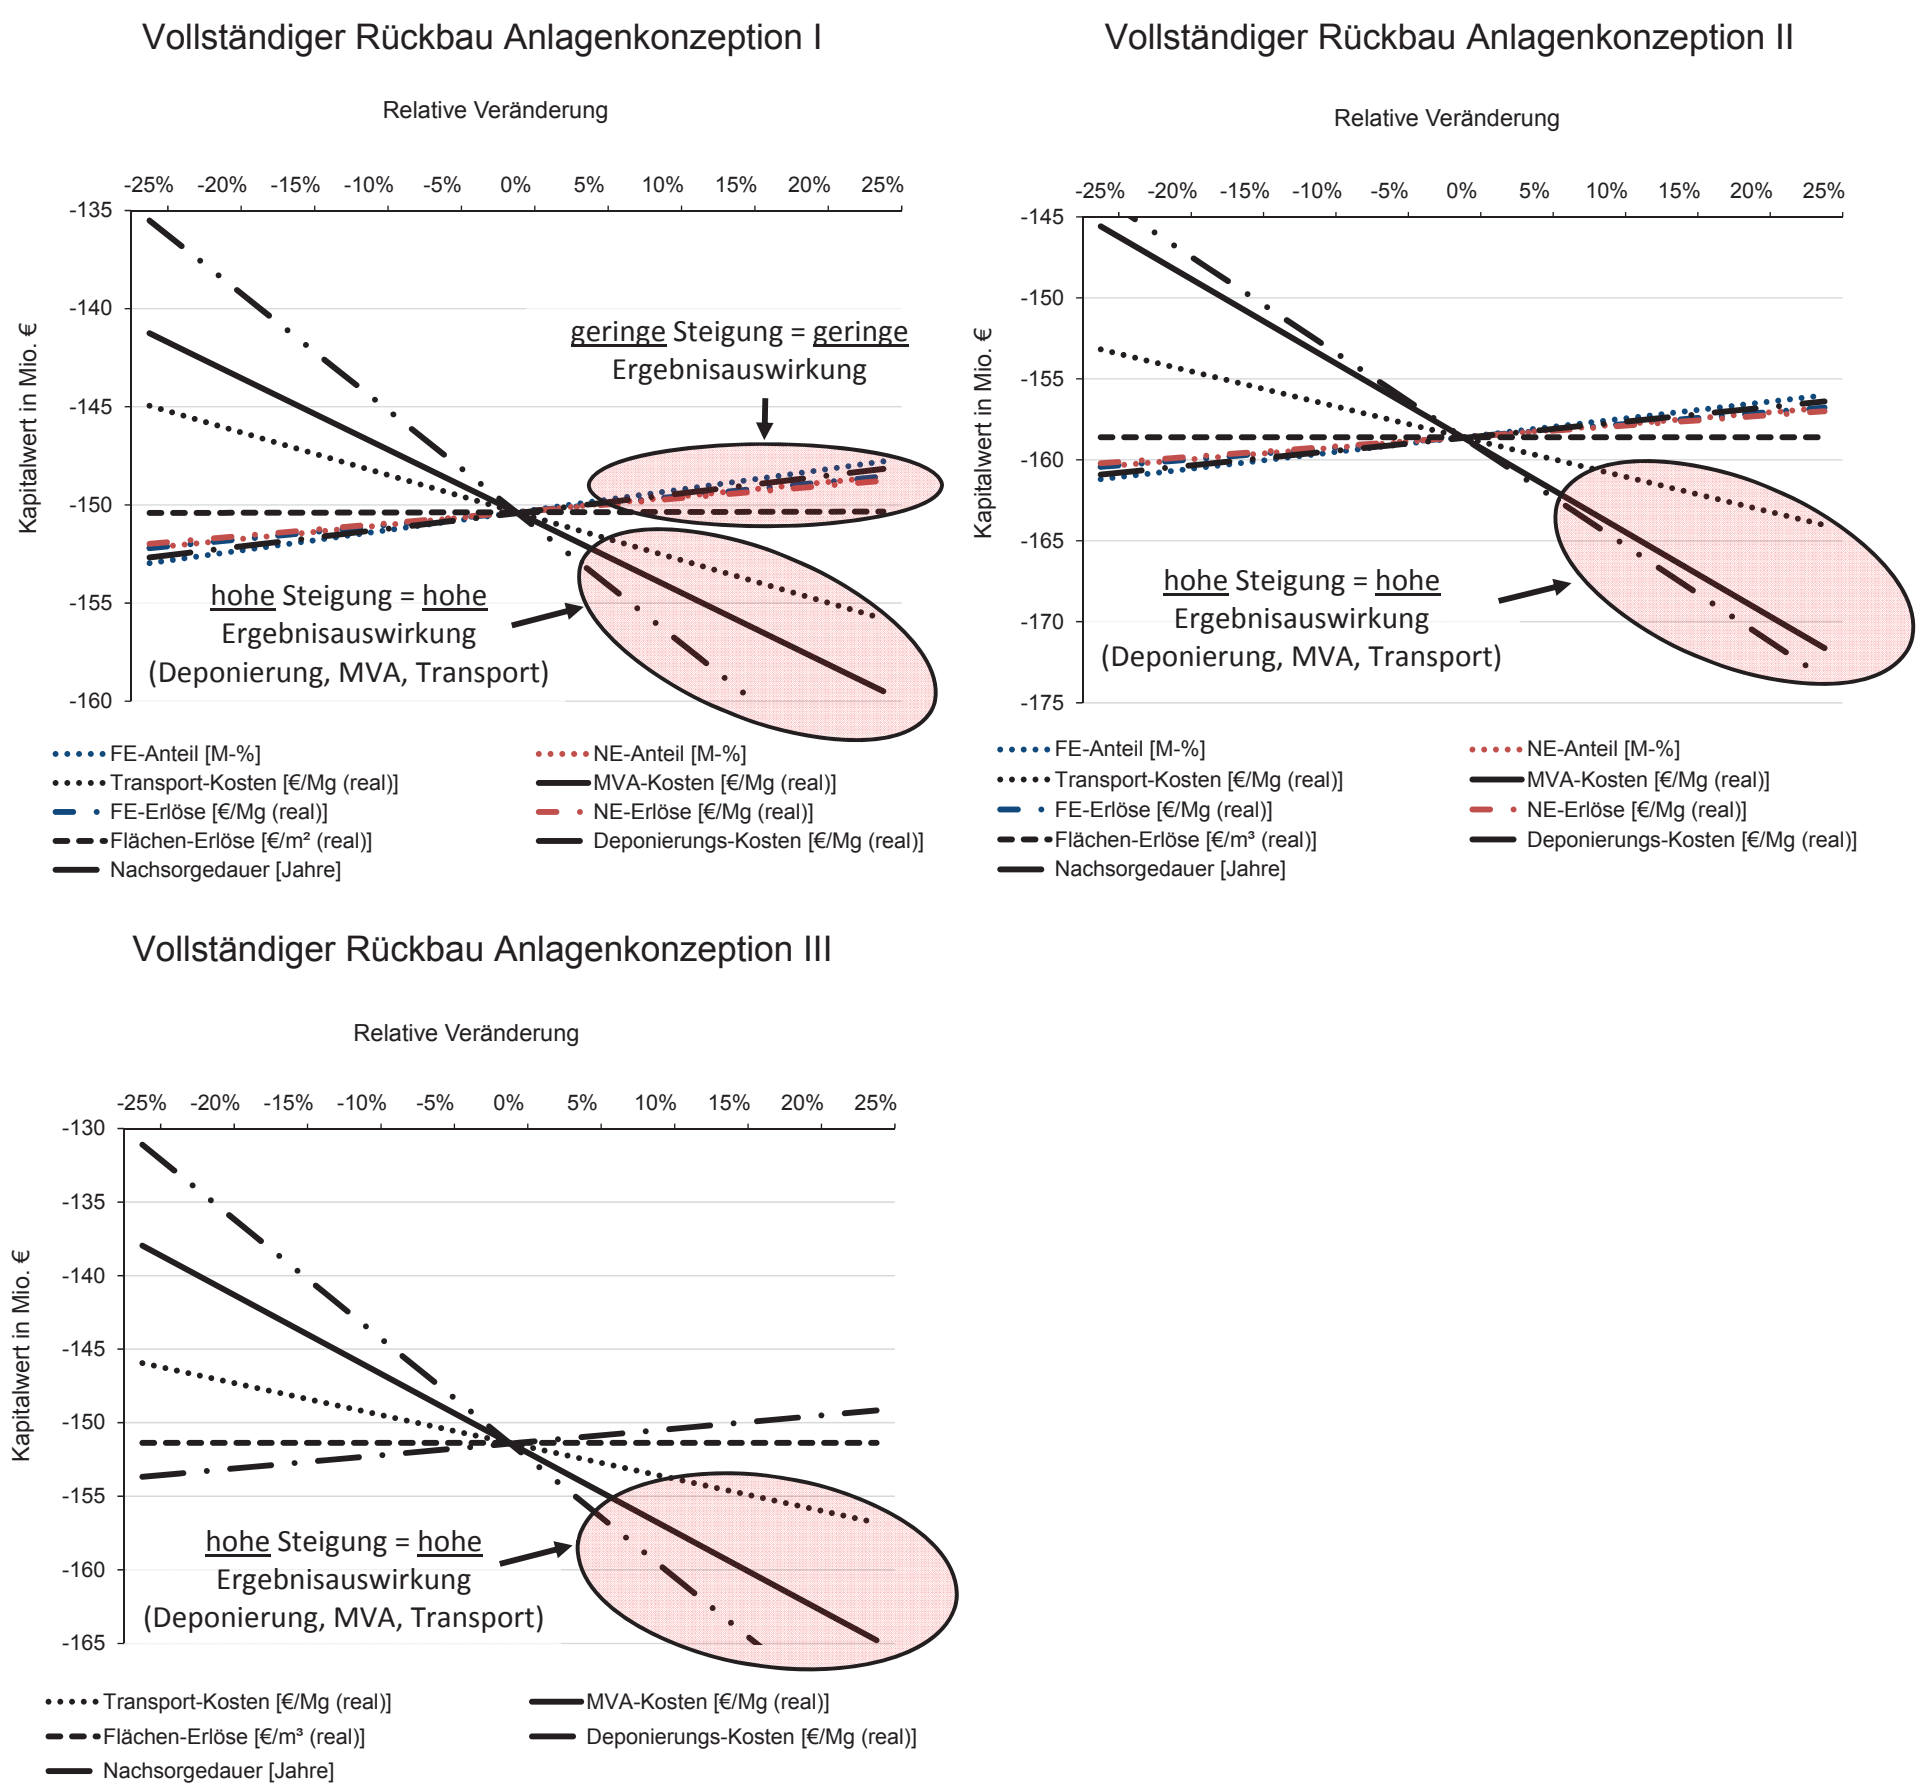 Vollständiger Rückbau Anlagenkonzeption I
Relative Veränderung
-25% -20% -15% -10% -5% 0% 5% 10% 15% 20% 25%
Kapitalwert in Mio. €
-135
-140
-145
-150
-155
-160
geringe Steigung = geringe
Ergebnisauswirkung
hohe Steigung = hohe
Ergebnisauswirkung
(Deponierung, MVA, Transport)
FE-Anteil [M-%]
NE-Anteil [M-%]
Transport-Kosten [€/Mg (real)]
MVA-Kosten [€/Mg (real)]
FE-Erlöse [€/Mg (real)]
NE-Erlöse [€/Mg (real)]
Flächen-Erlöse [€/m² (real)]
Deponierungs-Kosten [€/Mg (real)]
Nachsorgedauer [Jahre]
Vollständiger Rückbau Anlagenkonzeption II
Relative Veränderung
-25% -20% -15% -10% -5% 0% 5% 10% 15% 20% 25%
Kapitalwert in Mio. €
-145
-150
-155
-160
-165
-170
-175
hohe Steigung = hohe
Ergebnisauswirkung
(Deponierung, MVA, Transport)
FE-Anteil [M-%]
NE-Anteil [M-%]
Transport-Kosten [€/Mg (real)]
MVA-Kosten [€/Mg (real)]
FE-Erlöse [€/Mg (real)]
NE-Erlöse [€/Mg (real)]
Flächen-Erlöse [€/m³ (real)]
Deponierungs-Kosten [€/Mg (real)]
Nachsorgedauer [Jahre]
Vollständiger Rückbau Anlagenkonzeption III
Relative Veränderung
-25% -20% -15% -10% -5% 0% 5% 10% 15% 20% 25%
Kapitalwert in Mio. €
-130
-135
-140
-145
-150
-155
-160
-165
hohe Steigung = hohe
Ergebnisauswirkung
(Deponierung, MVA, Transport)
Transport-Kosten [€/Mg (real)]
MVA-Kosten [€/Mg (real)]
Flächen-Erlöse [€/m³ (real)]
Deponierungs-Kosten [€/Mg (real)]
Nachsorgedauer [Jahre]